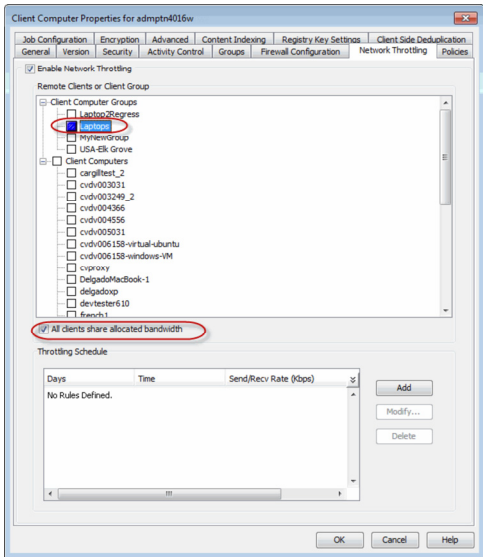 Client Computer Properties for admptn4016w
Job Configuration Encryption Advanced Content Indexing Registry Key Settings Client Side Deduplication
General Version Security Activity Control Groups Firewall Configuration Network Throttling Policies
Enable Network Throttling
Remote Clients or Client Group
Client Computer Groups
Laptop2Regress
Laptops
MyNewGroup
USA-Elk Grove
Client Computers
cargilltest_2
cvdv003031
cvdv003249_2
cvdv004366
cvdv004556
cvdv005031
cvdv006158-virtual-ubuntu
cvdv006158-windows-VM
cvproxy
DelgadoMacBook-1
delgadoxp
devtester610
french1
All clients share allocated bandwidth
Throttling Schedule
Days Time Send/Recv Rate (Kbps)
No Rules Defined.
Add
Modify...
Delete
OK Cancel Help